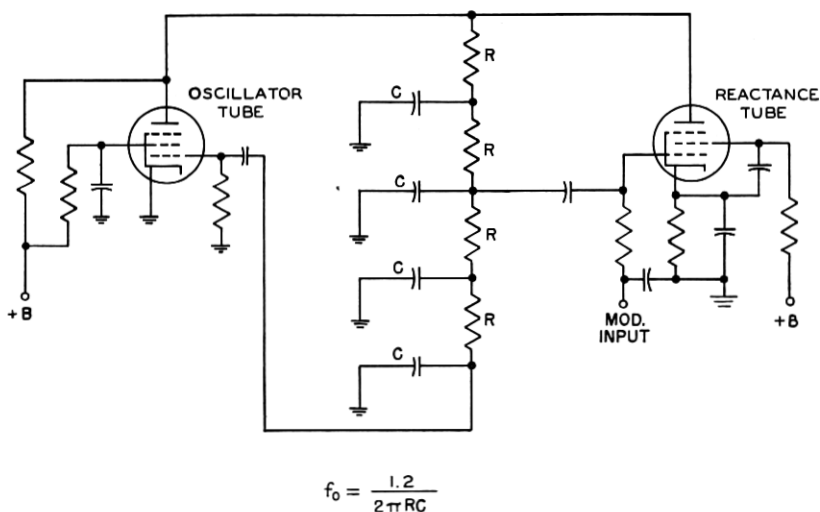 OSCILLATOR
TUBE
REACTANCE
TUBE
R
C
R
C
R
C
R
C
+B
MOD.
INPUT
+B
f₀ = 1.2 / 2πRC